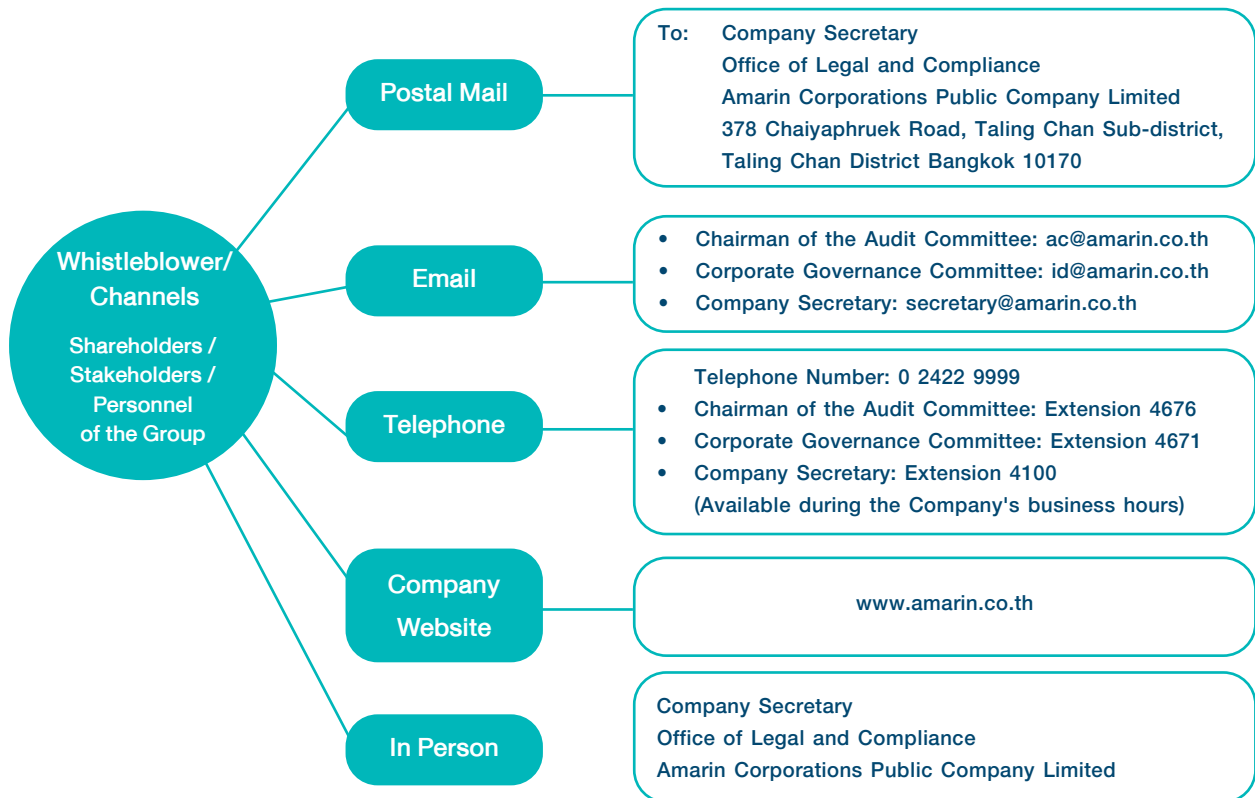 Whistleblower/
Channels
Shareholders /
Stakeholders /
Personnel
of the Group
Postal Mail
To: Company Secretary
Office of Legal and Compliance
Amarin Corporations Public Company Limited
378 Chaiyaphruek Road, Taling Chan Sub-district,
Taling Chan District Bangkok 10170
Email
• Chairman of the Audit Committee: ac@amarin.co.th
• Corporate Governance Committee: id@amarin.co.th
• Company Secretary: secretary@amarin.co.th
Telephone
Telephone Number: 0 2422 9999
• Chairman of the Audit Committee: Extension 4676
• Corporate Governance Committee: Extension 4671
• Company Secretary: Extension 4100
(Available during the Company's business hours)
Company
Website
www.amarin.co.th
In Person
Company Secretary
Office of Legal and Compliance
Amarin Corporations Public Company Limited